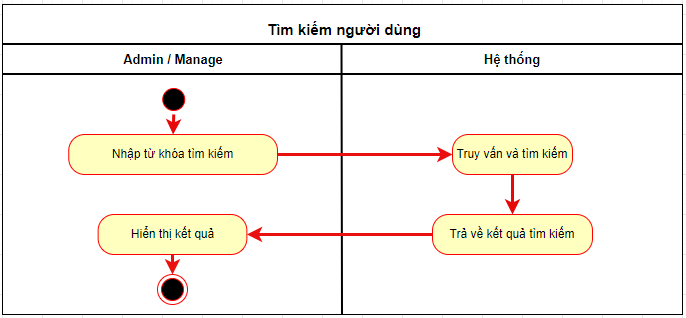 Tìm kiếm người dùng
Admin / Manage
Hệ thống
Nhập từ khóa tìm kiếm
Truy vấn và tìm kiếm
Hiển thị kết quả
Trả về kết quả tìm kiếm